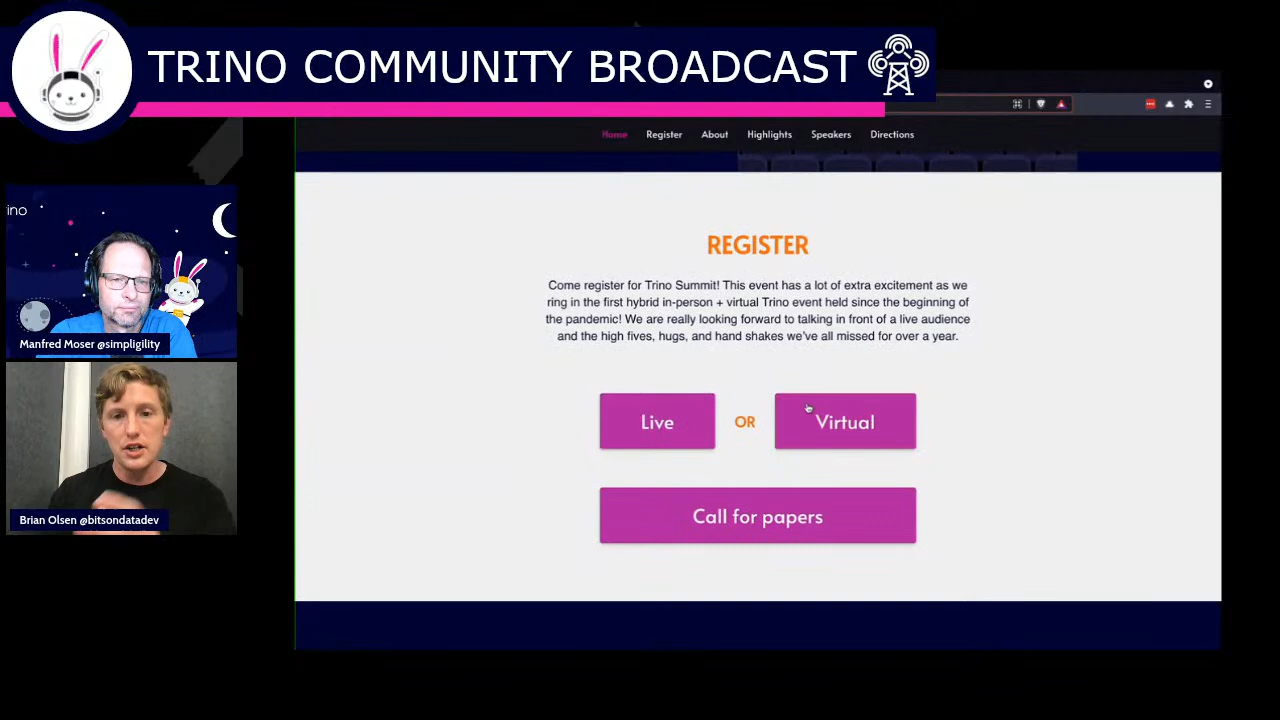 TRINO COMMUNITY BROADCAST
Home Register About Highlights Speakers Directions
ino
Manfred Moser @simpligility
Brian Olsen @bitsondatadev
REGISTER
Come register for Trino Summit! This event has a lot of extra excitement as we
ring in the first hybrid in-person + virtual Trino event held since the beginning of
the pandemic! We are really looking forward to talking in front of a live audience
and the high fives, hugs, and hand shakes we've all missed for over a year.
Live OR Virtual
Call for papers